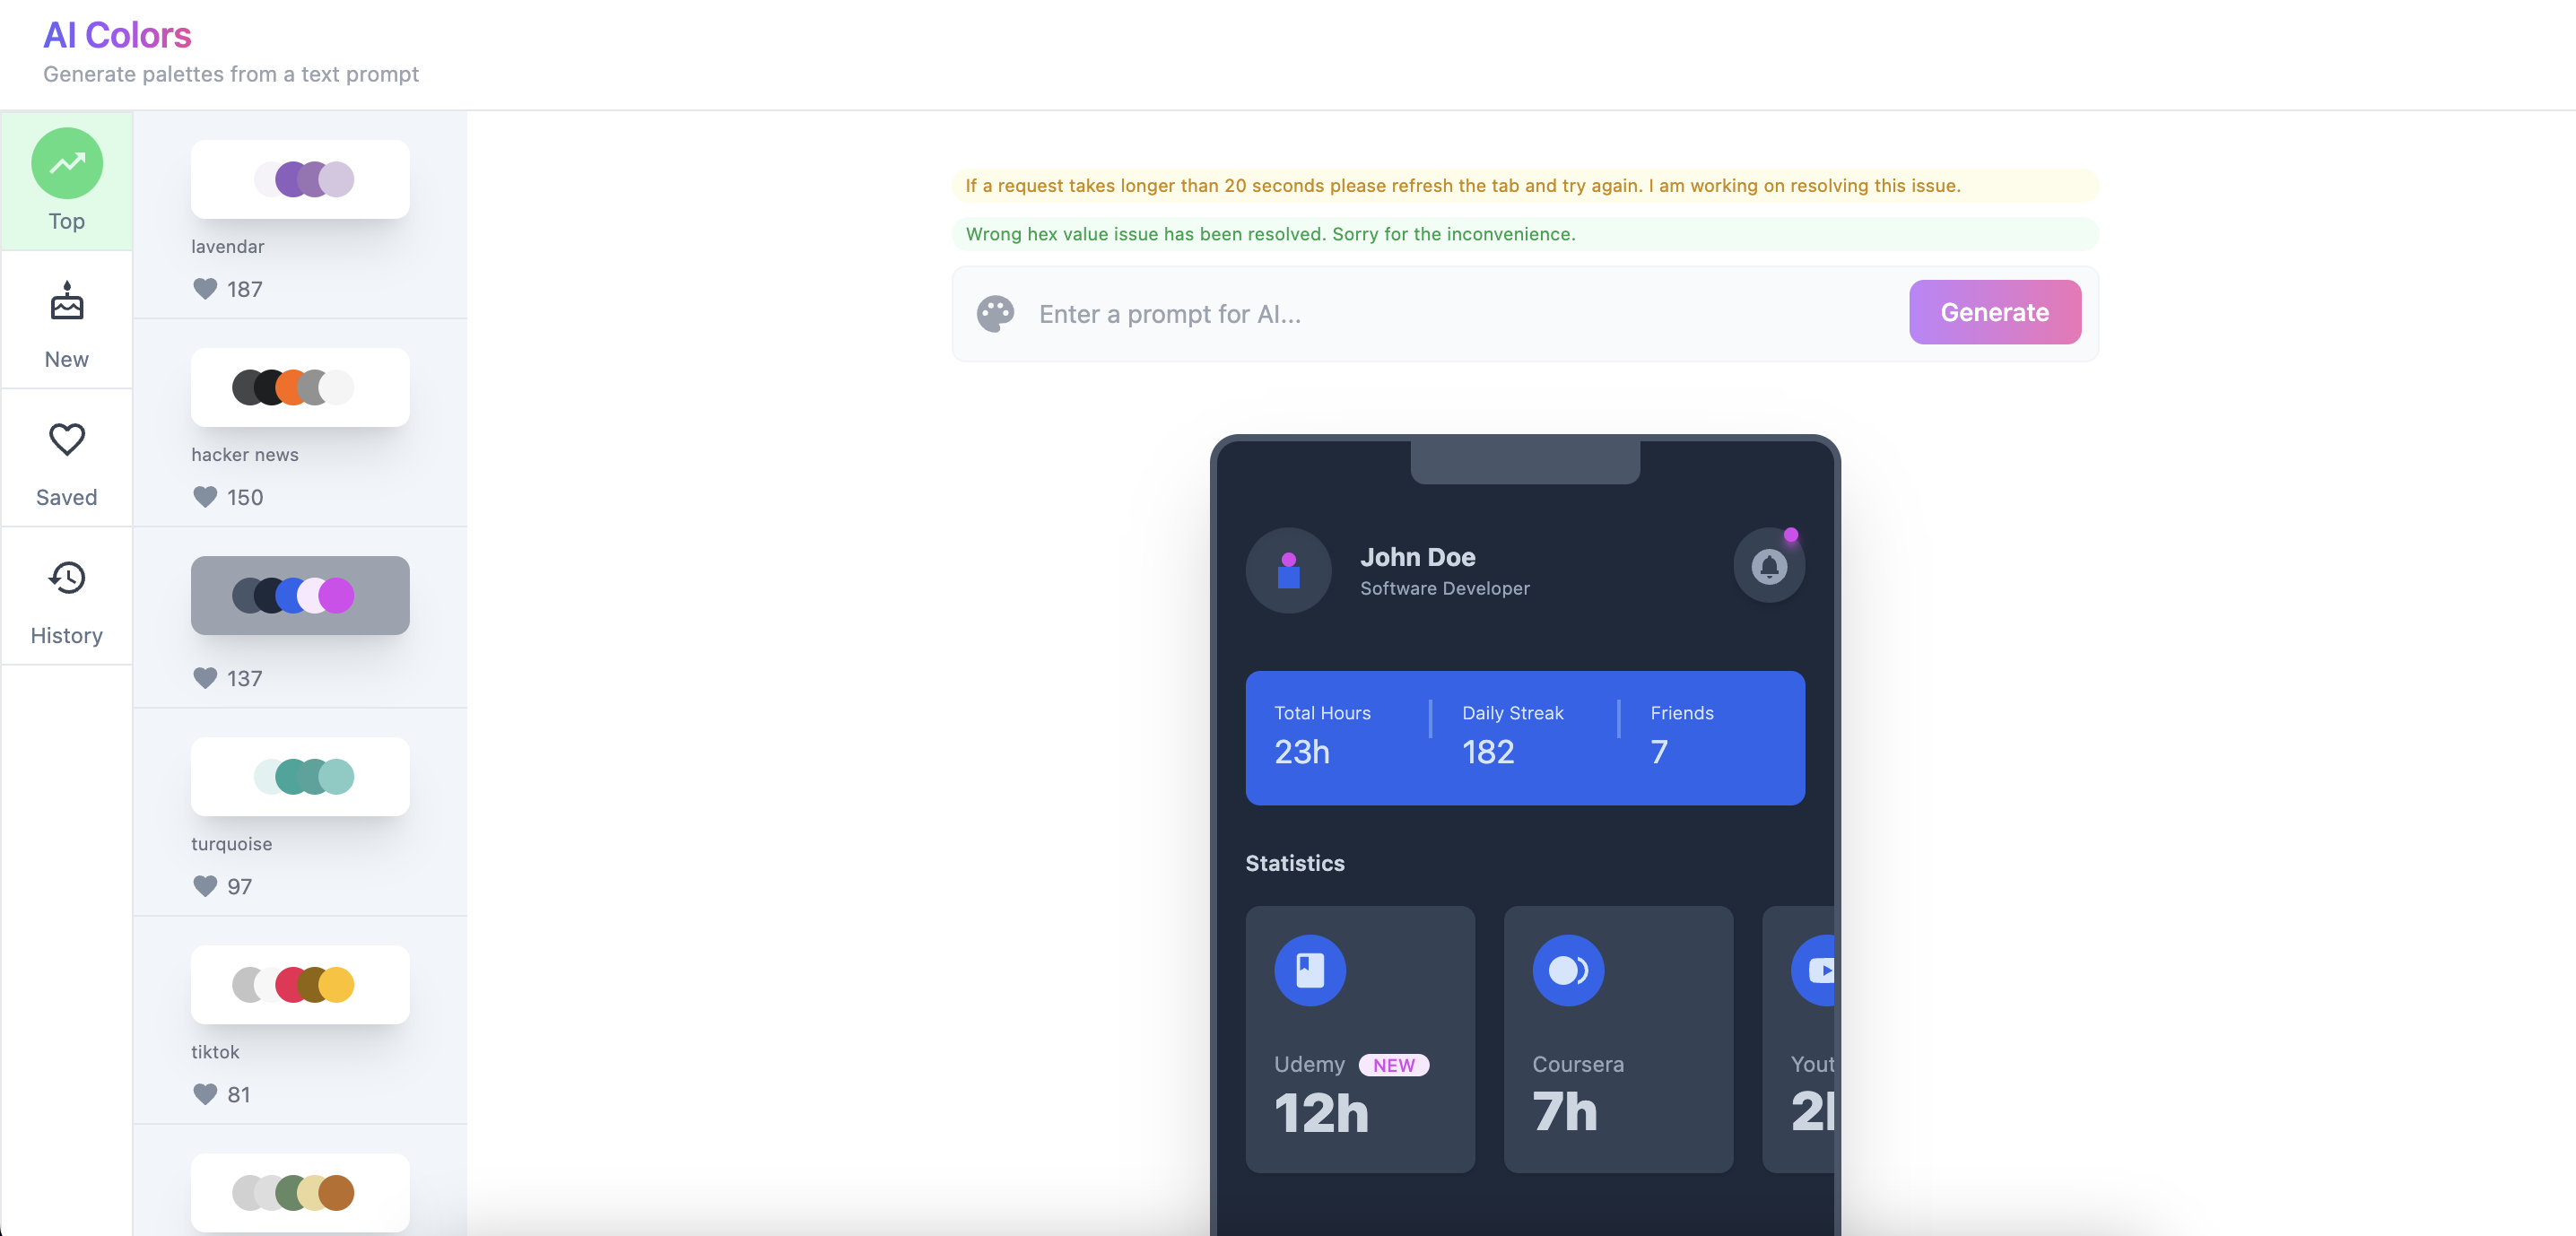 AI Colors
Generate palettes from a text prompt
Top
New
Saved
History
lavendar
187
hacker news
150
137
turquoise
97
tiktok
81
If a request takes longer than 20 seconds please refresh the tab and try again. I am working on resolving this issue.
Wrong hex value issue has been resolved. Sorry for the inconvenience.
Enter a prompt for AI...
Generate
John Doe
Software Developer
Total Hours
23h
Daily Streak
182
Friends
7
Statistics
Udemy NEW
12h
Coursera
7h
Yout
2